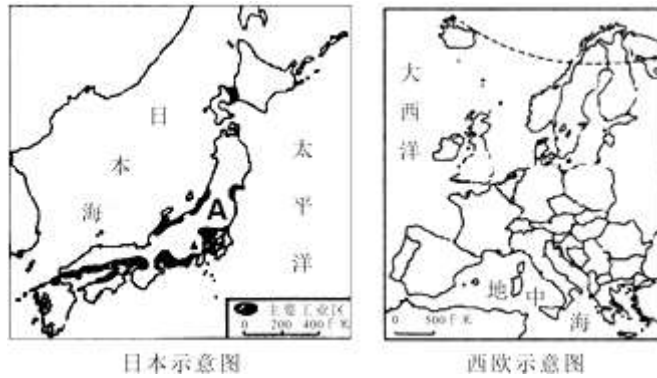 日
本
海
太
平
洋
A
主要工业区
0 200 400千米
日本示意图
大
西
洋
地中海
0 500千米
西欧示意图